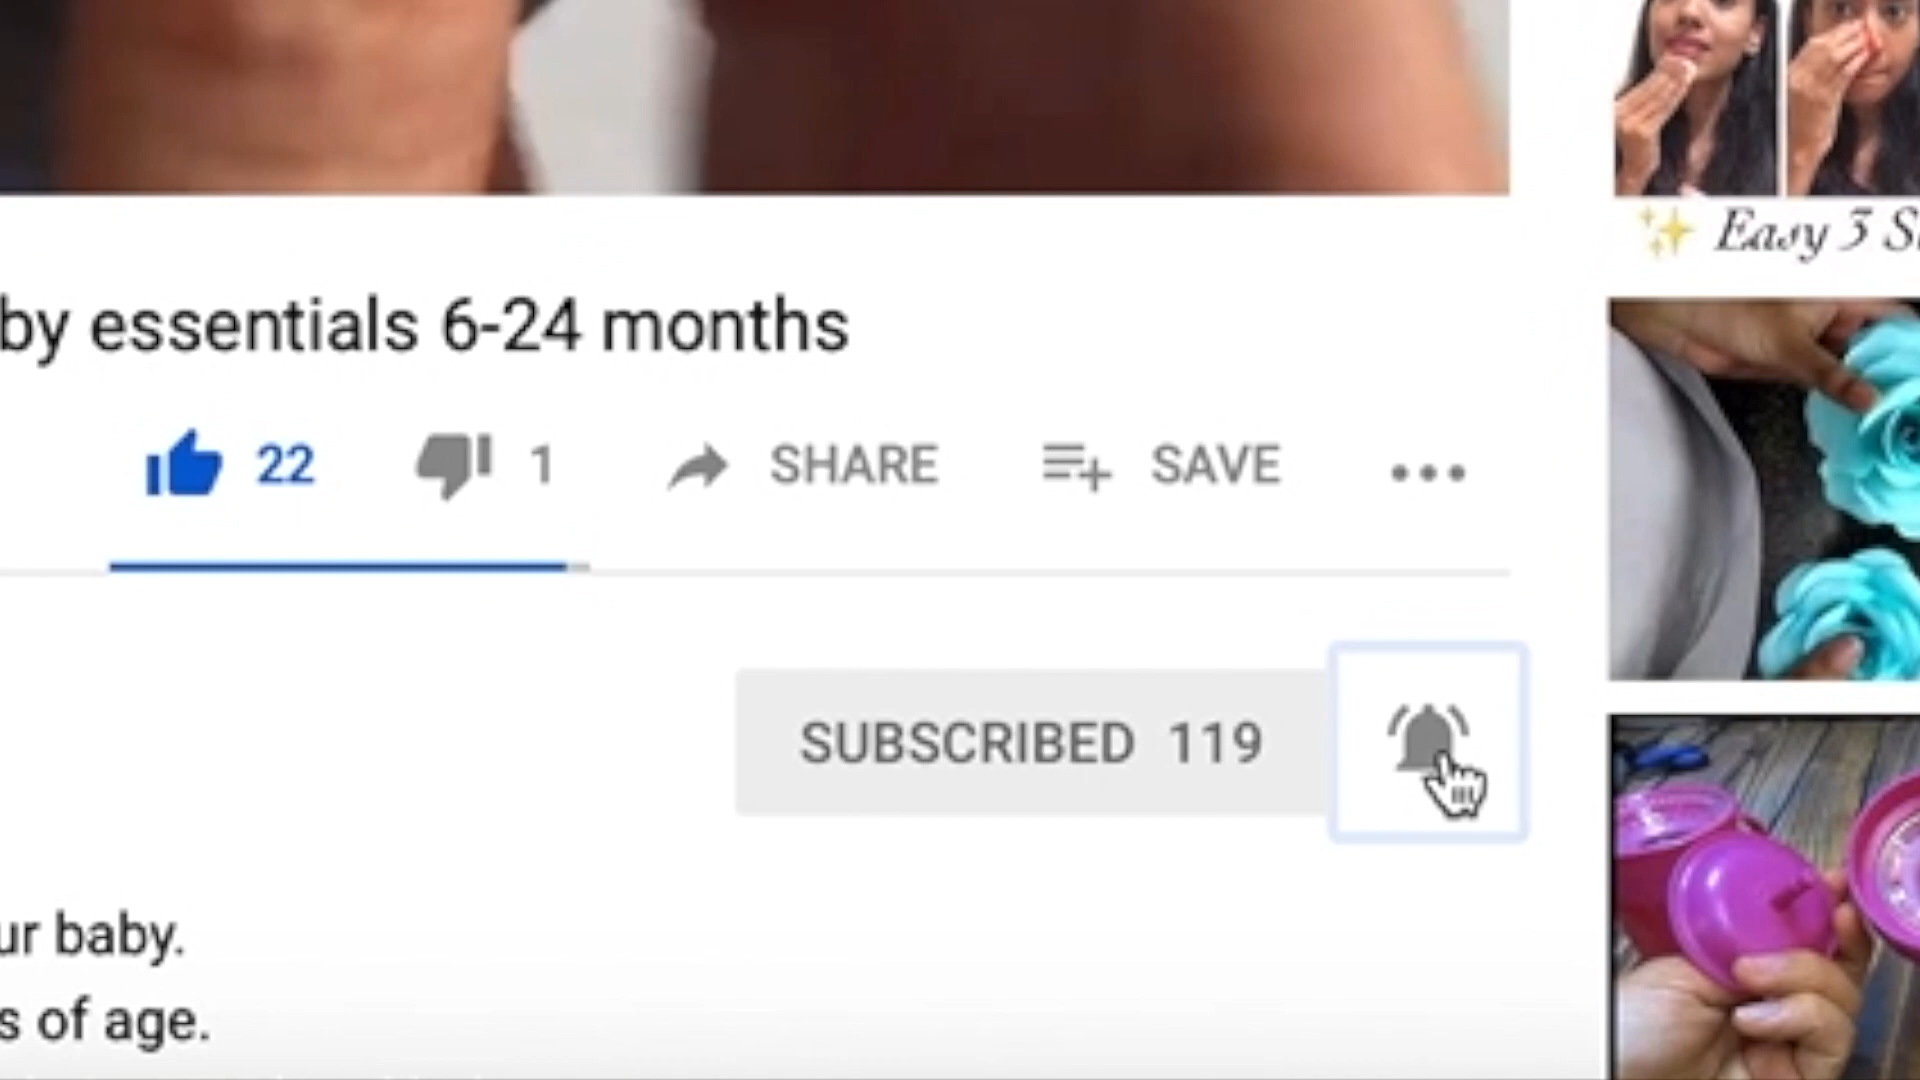 Easy 3 S
by essentials 6-24 months
22 1 SHARE SAVE
SUBSCRIBED 119
ur baby.
s of age.